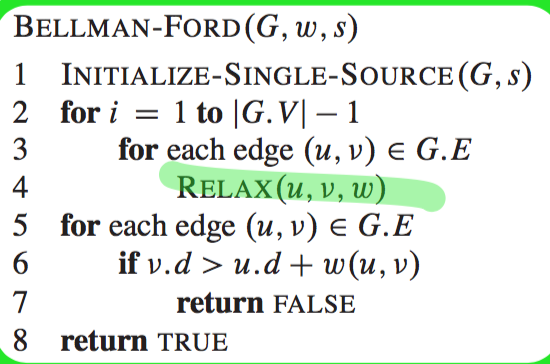 BELLMAN-FORD(G, w, s)
1 INITIALIZE-SINGLE-SOURCE(G, s)
2 for i = 1 to |G.V| − 1
3 for each edge (u, v) ∈ G.E
4 RELAX(u, v, w)
5 for each edge (u, v) ∈ G.E
6 if v.d > u.d + w(u, v)
7 return FALSE
8 return TRUE